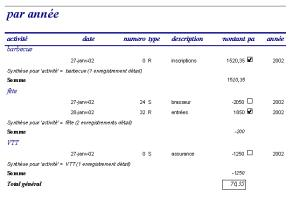 par année
activité date numero type description montant pa année
barbecue
27-janv-02 0 R inscriptions 1520,35 2002
Synthèse pour 'activité' = barbecue (1 enregistrement détail)
Somme 1520,35
fête
27-janv-02 24 S brasseur -2050 2002
28-janv-02 32 R entrées 1850 2002
Synthèse pour 'activité' = fête (2 enregistrements détail)
Somme -200
VTT
27-janv-02 0 S assurance -1250 2002
Synthèse pour 'activité' = VTT (1 enregistrement détail)
Somme -1250
Total général 70,35